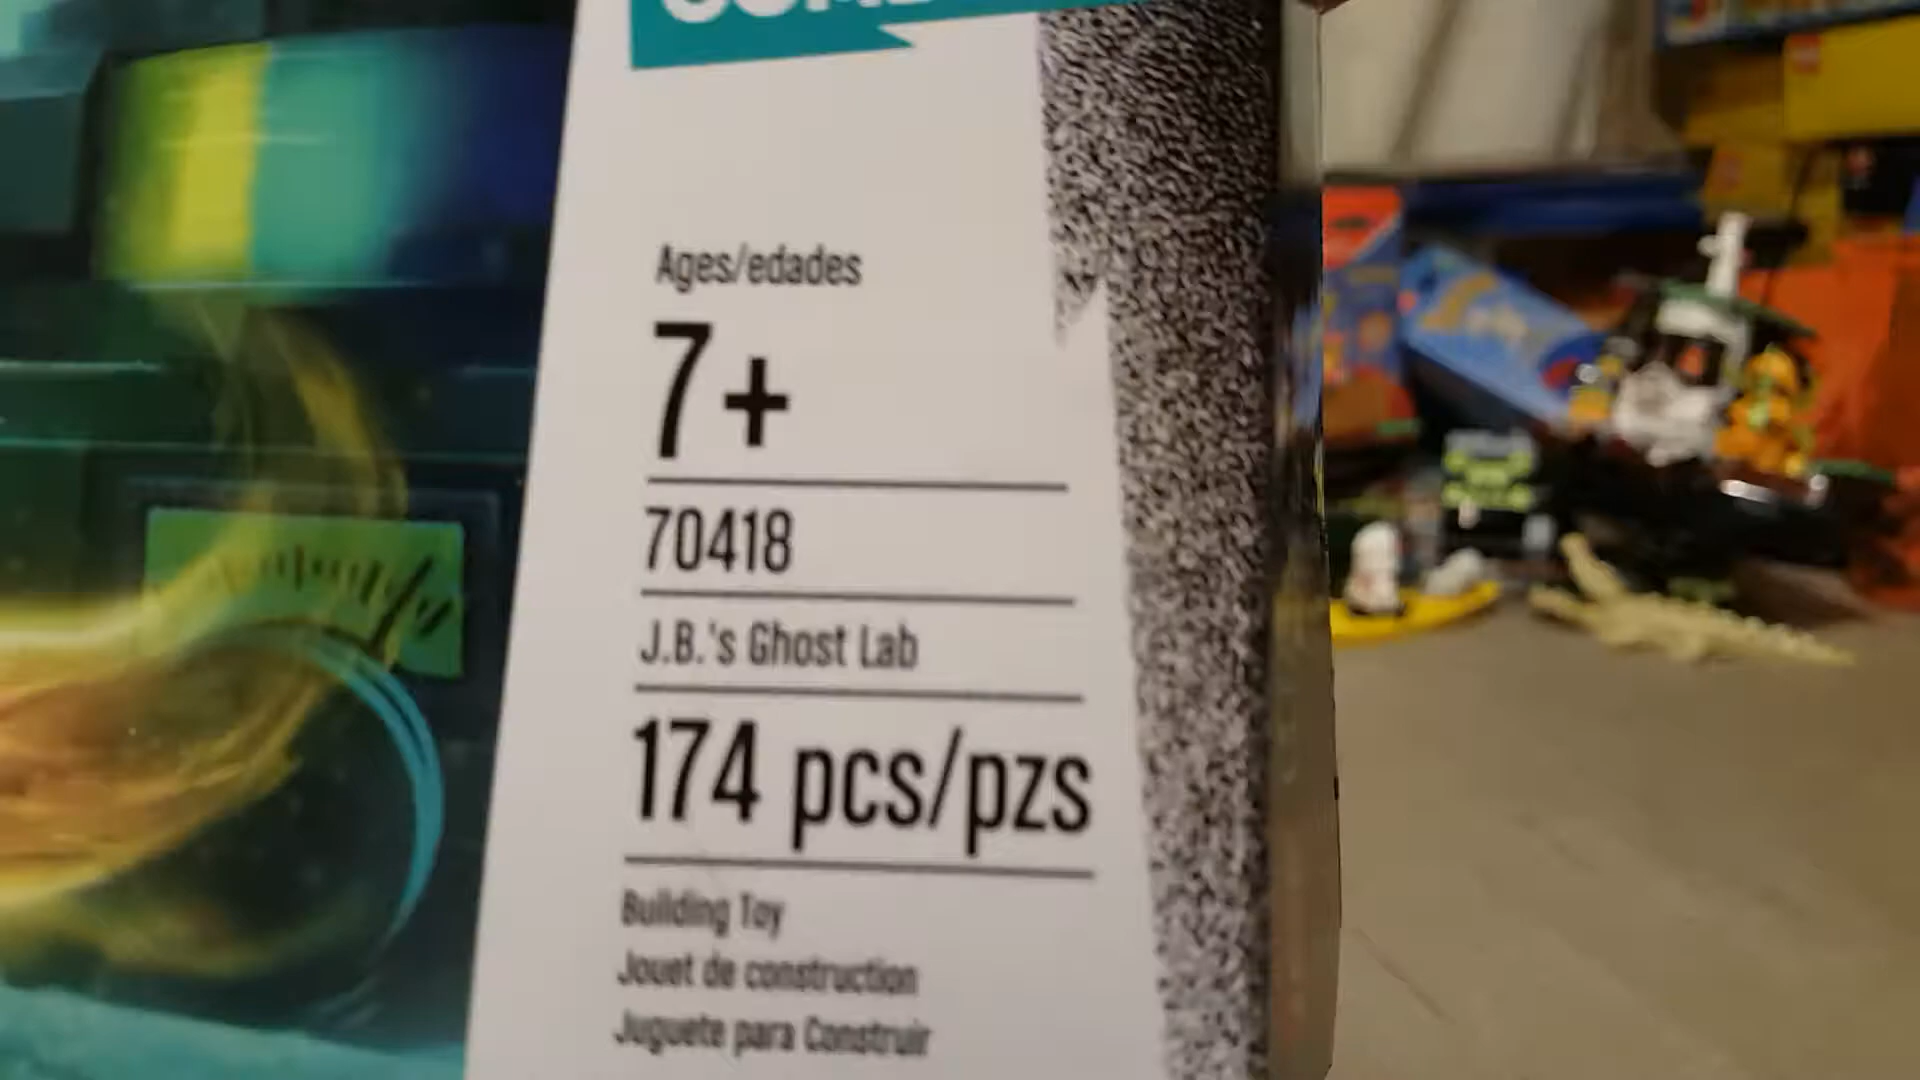 Ages/edades
7+
70418
J.B.'s Ghost Lab
174 pcs/pzs
Building Toy
Jouet de construction
Juguete para Construir